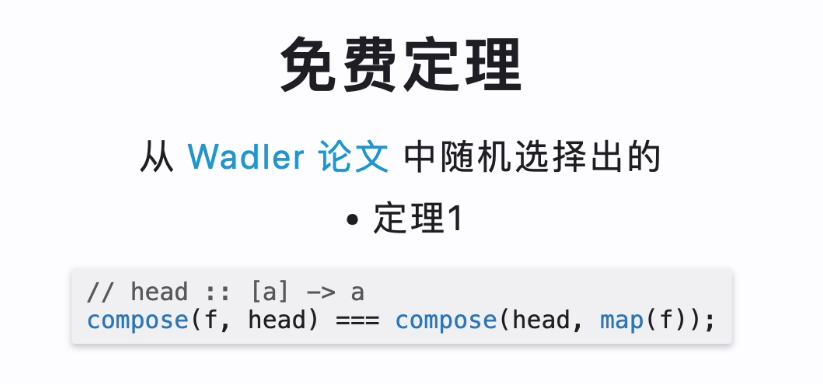 免费定理
从 Wadler 论文 中随机选择出的
• 定理1
// head :: [a] -> a
compose(f, head) === compose(head, map(f));